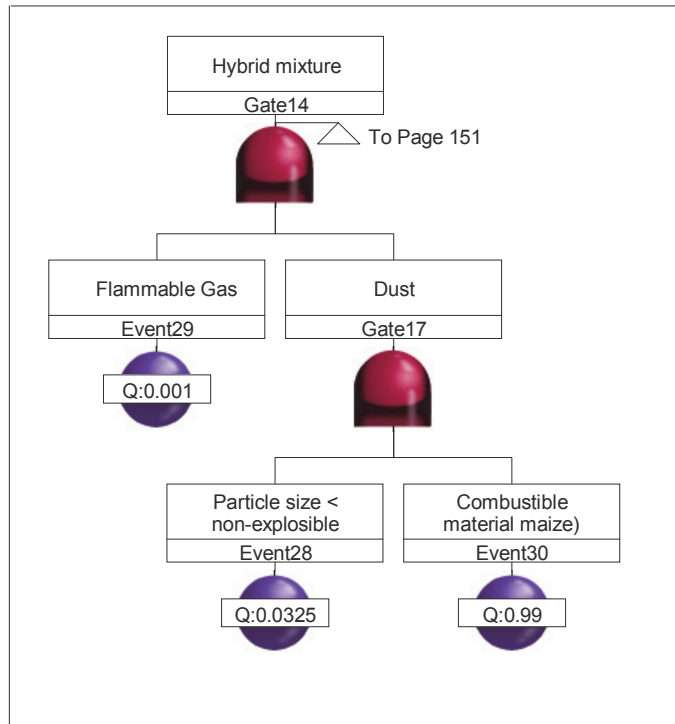 Hybrid mixture
Gate14
To Page 151
Flammable Gas
Event29
Q:0.001
Dust
Gate17
Particle size <
non-explosible
Event28
Q:0.0325
Combustible
material maize)
Event30
Q:0.99